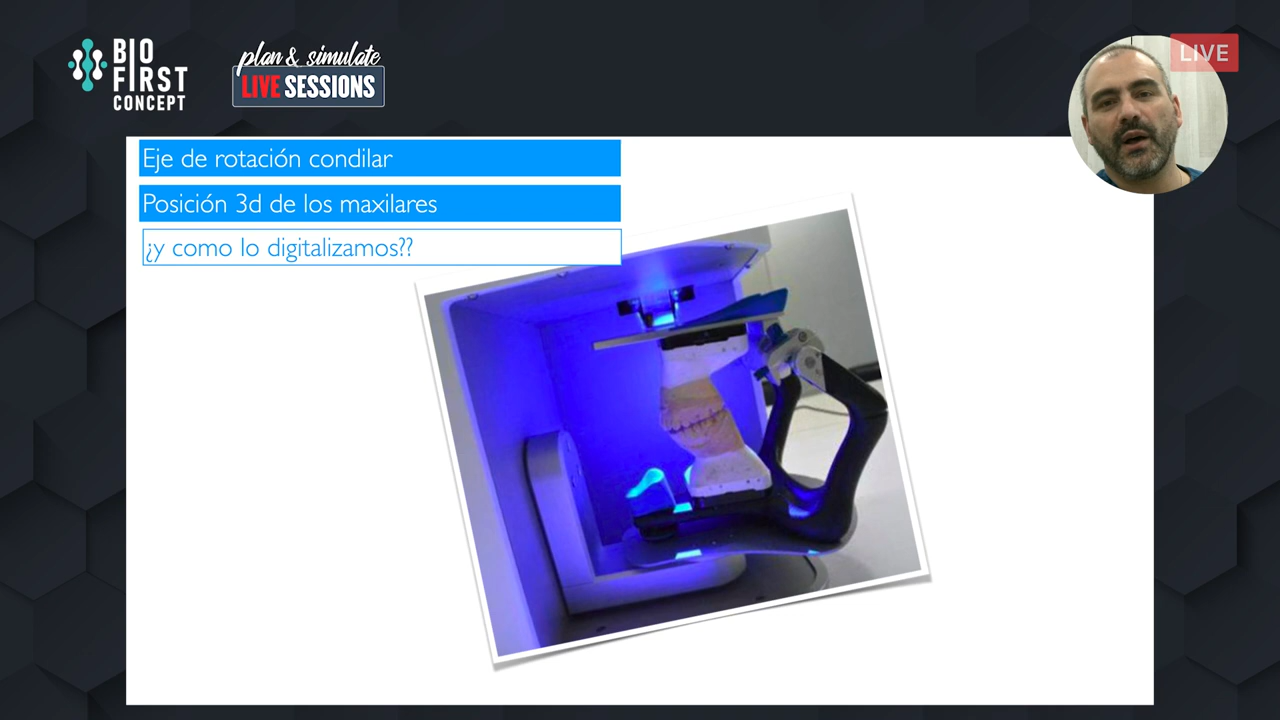 BIO
FIRST
CONCEPT
plan & simulate
LIVE SESSIONS
LIVE
Eje de rotación condilar
Posición 3d de los maxilares
¿y como lo digitalizamos??